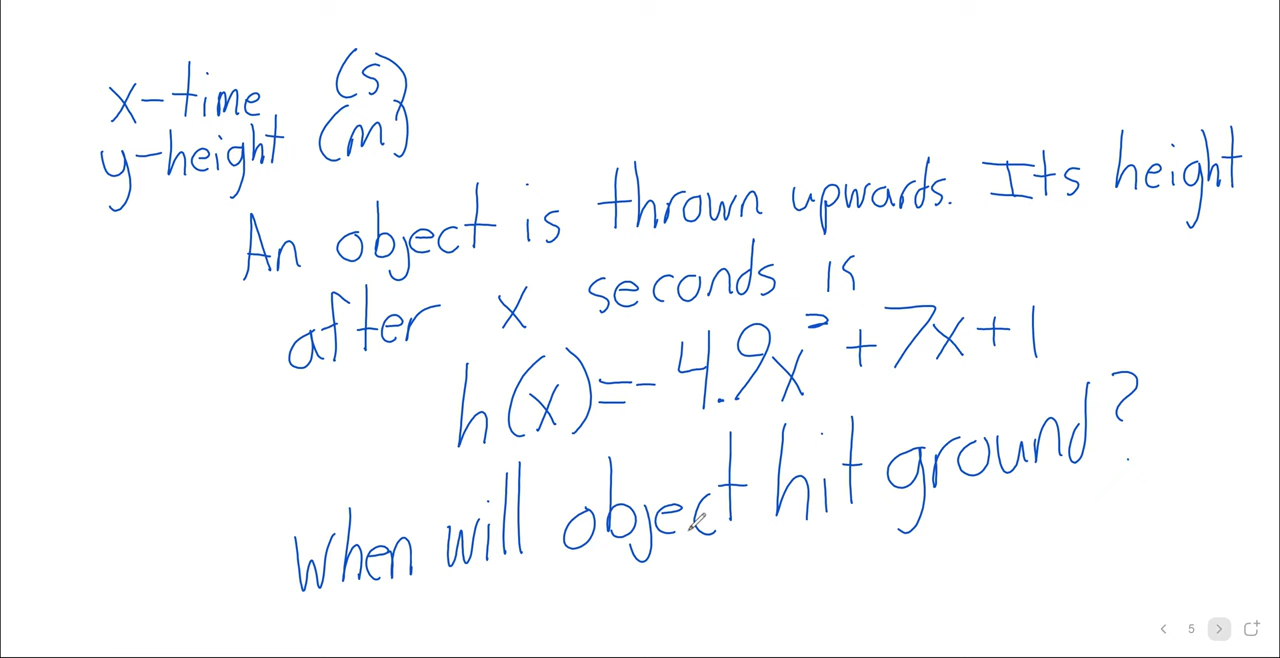 x-time (s)
y-height (m)
An object is thrown upwards. Its height
after x seconds is
h(x)=-4.9x²+7x+1
When will object hit ground?
5